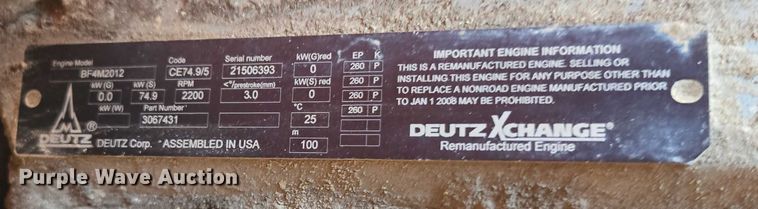 Engine Model
Code
Serial number
kW(G)red
EP K
BF4M2012
CE74.9/5
21506393
0
260 P
kW (G)
kW (S)
RPM
</°/prestroke(mm)
kW(S) red
260 P
0.0
74.9
2200
3.0
0
260 P
kW (W)
Part Number
°C
260 P
0.0
3067431
25
m
DEUTZ ®
DEUTZ Corp. ASSEMBLED IN USA
100
IMPORTANT ENGINE INFORMATION
THIS IS A REMANUFACTURED ENGINE. SELLING OR
INSTALLING THIS ENGINE FOR ANY PURPOSE OTHER THAN
TO REPLACE A NONROAD ENGINE MANUFACTURED PRIOR
TO JAN 1 2008 MAY BE PROHIBITED.
DEUTZ XCHANGE®
Remanufactured Engine
Purple Wave Auction